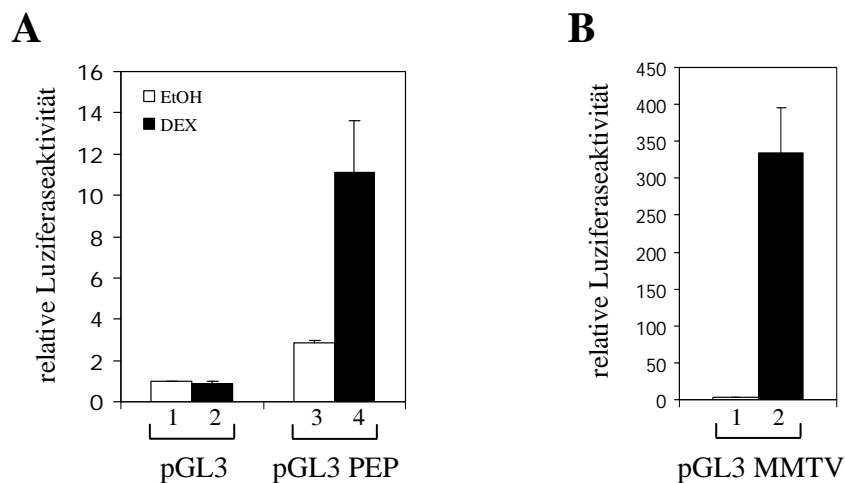 A
relative Luziferaseaktivität
16
14
12
10
8
6
4
2
0
EtOH
DEX
1 2 3 4
pGL3 pGL3 PEP
B
relative Luziferaseaktivität
450
400
350
300
250
200
150
100
50
0
1 2
pGL3 MMTV